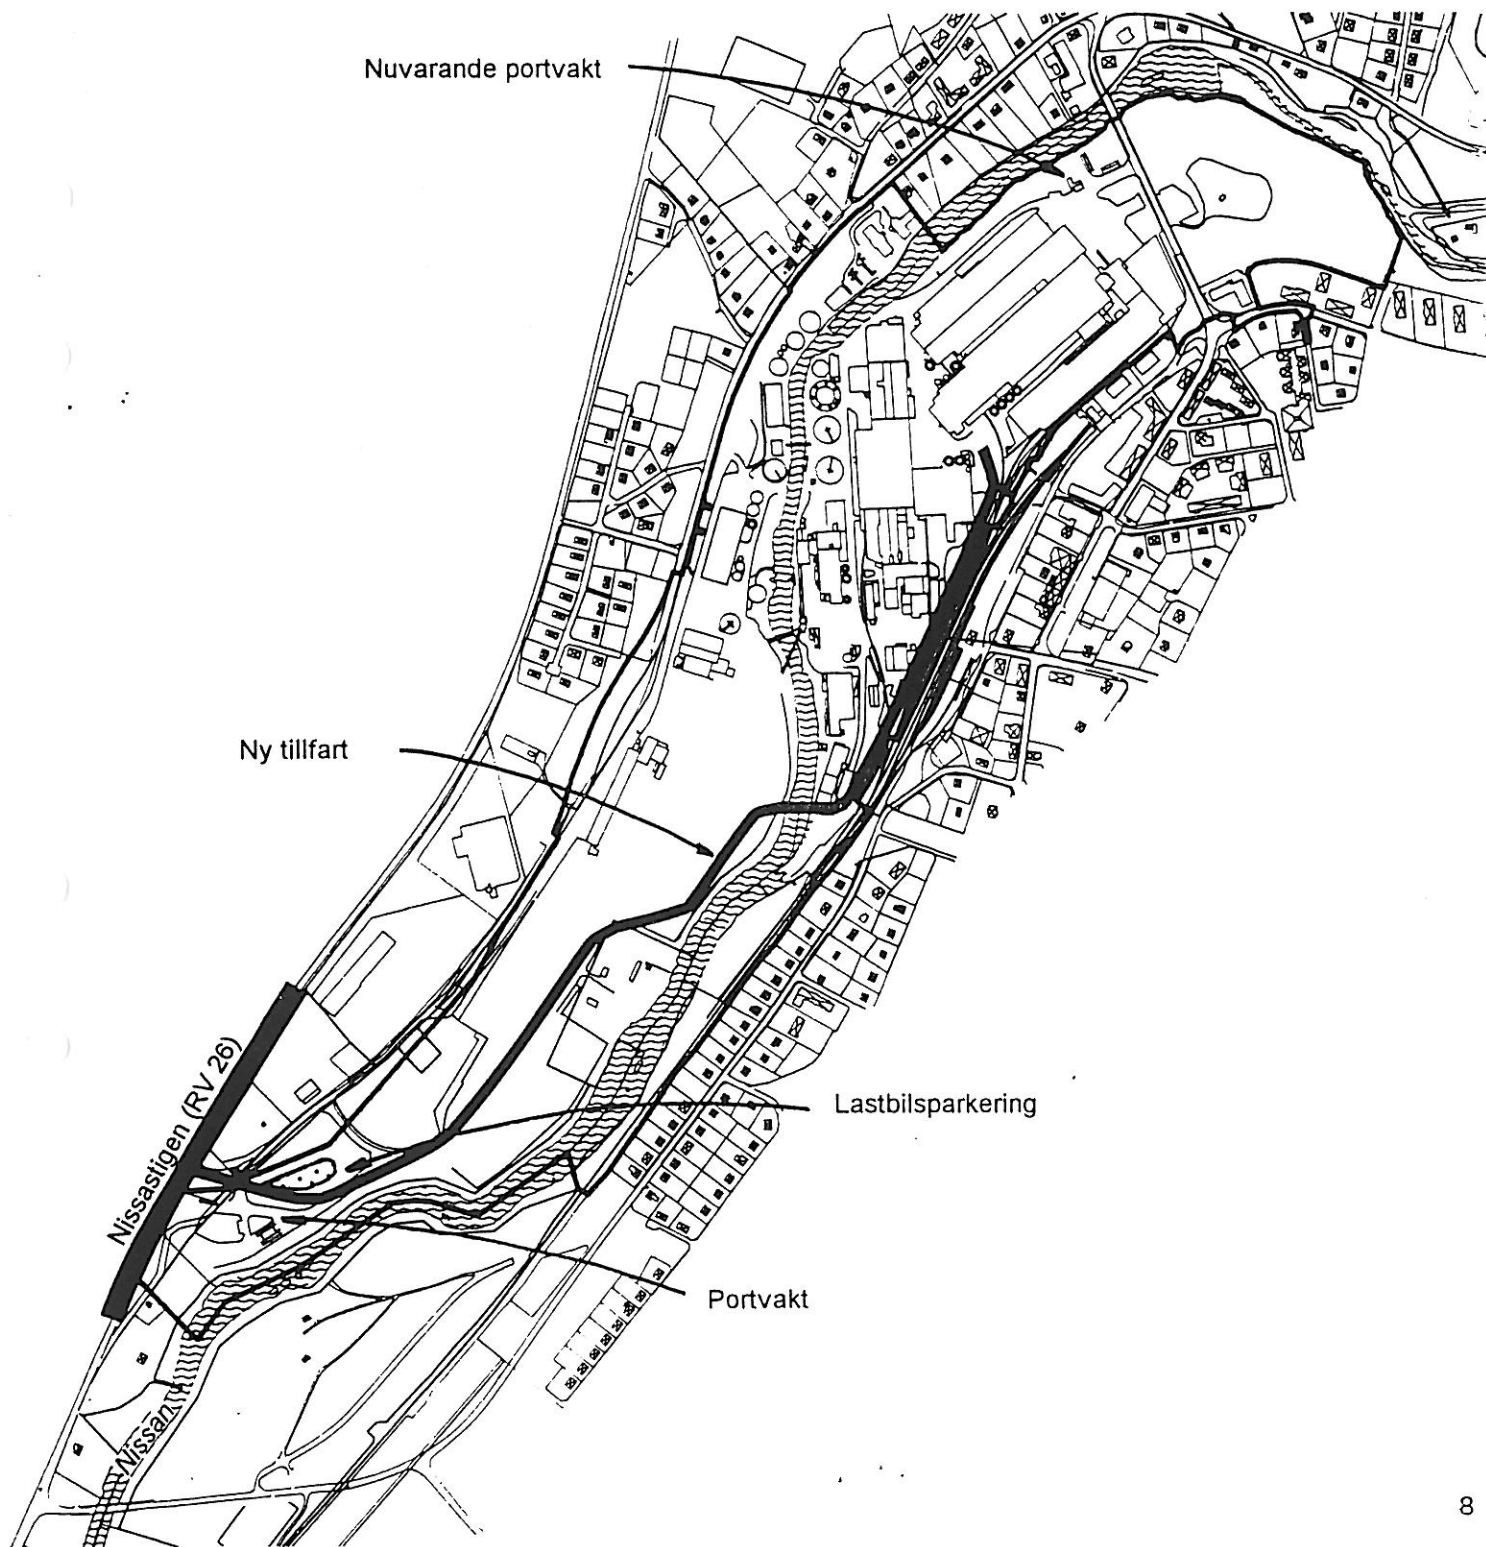 Nuvarande portvakt
Ny tillfart
Nissastigen (RV 26)
Lastbilsparkering
Portvakt
Nissan
8